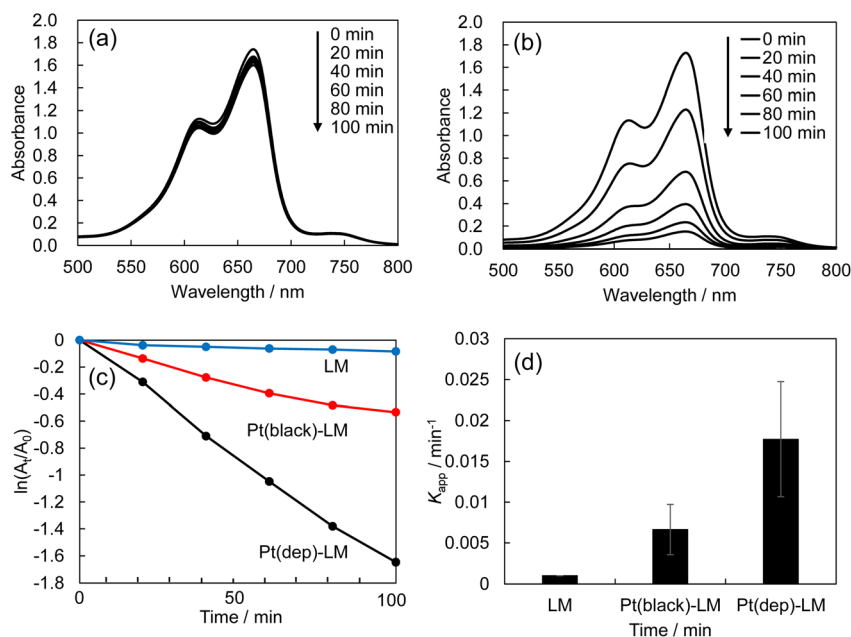 (a)
0 min
20 min
40 min
60 min
80 min
100 min
2.0
1.8
1.6
1.4
1.2
1.0
0.8
0.6
0.4
0.2
0.0
Absorbance
500 550 600 650 700 750 800
Wavelength / nm
(b)
0 min
20 min
40 min
60 min
80 min
100 min
2.0
1.8
1.6
1.4
1.2
1.0
0.8
0.6
0.4
0.2
0.0
Absorbance
500 550 600 650 700 750 800
Wavelength / nm
(c)
0
-0.2
-0.4
-0.6
-0.8
-1
-1.2
-1.4
-1.6
-1.8
ln(At/A0)
LM
Pt(black)-LM
Pt(dep)-LM
0 50 100
Time / min
(d)
0.03
0.025
0.02
0.015
0.01
0.005
0
Kapp / min-1
LM Pt(black)-LM Pt(dep)-LM
Time / min